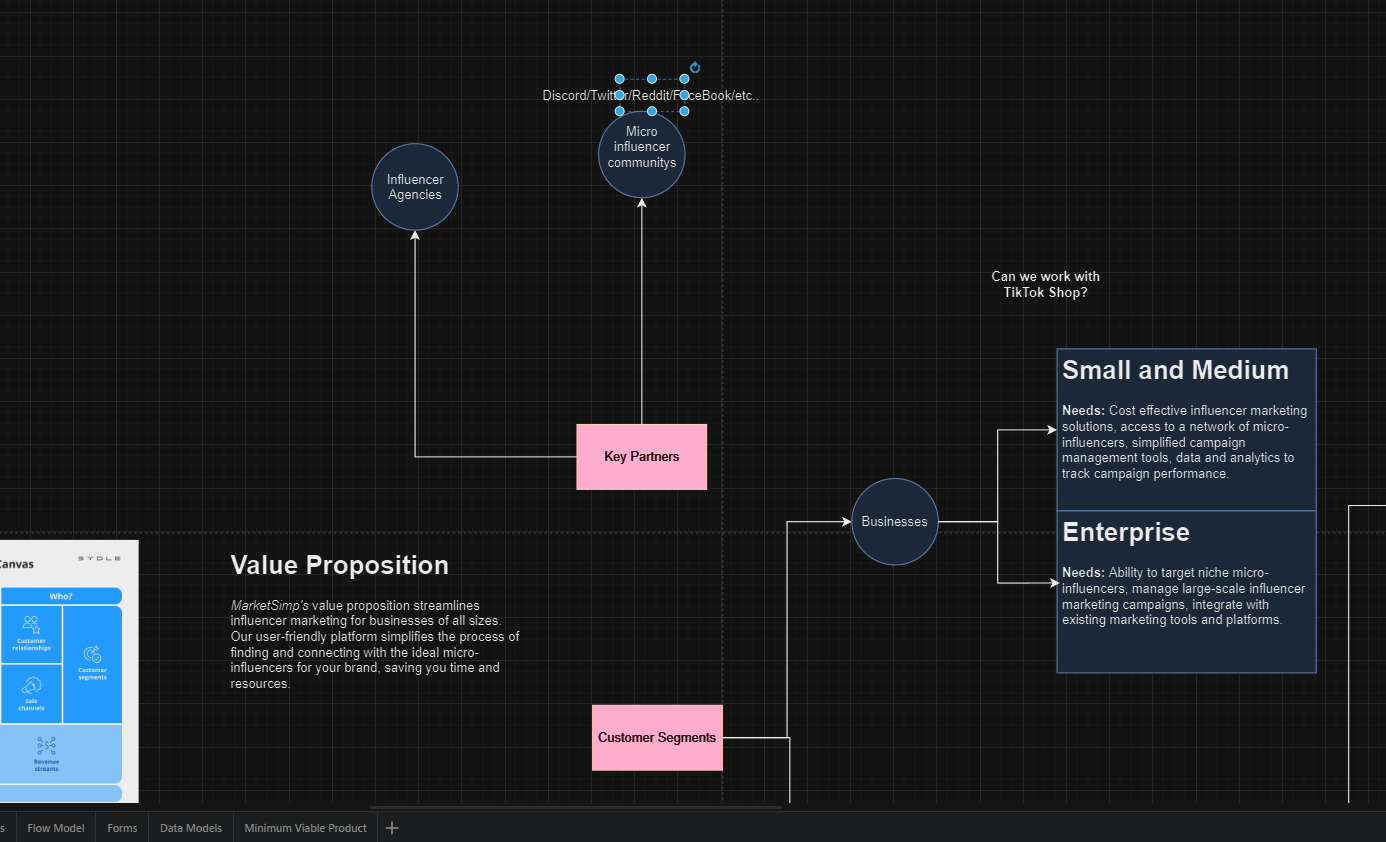 Discord/Twitter/Reddit/FaceBook/etc..
Micro
influencer
communitys
Influencer
Agencies
Can we work with
TikTok Shop?
Key Partners
Small and Medium
Needs: Cost effective influencer marketing
solutions, access to a network of micro-
influencers, simplified campaign
management tools, data and analytics to
track campaign performance.
Businesses
Enterprise
Needs: Ability to target niche micro-
influencers, manage large-scale influencer
marketing campaigns, integrate with
existing marketing tools and platforms.
Canvas
SYDLE
Who?
Customer
relationships
Customer
segments
Sale
channels
Revenue
streams
Value Proposition
MarketSimp's value proposition streamlines
influencer marketing for businesses of all sizes.
Our user-friendly platform simplifies the process of
finding and connecting with the ideal micro-
influencers for your brand, saving you time and
resources.
Customer Segments
s
Flow Model
Forms
Data Models
Minimum Viable Product